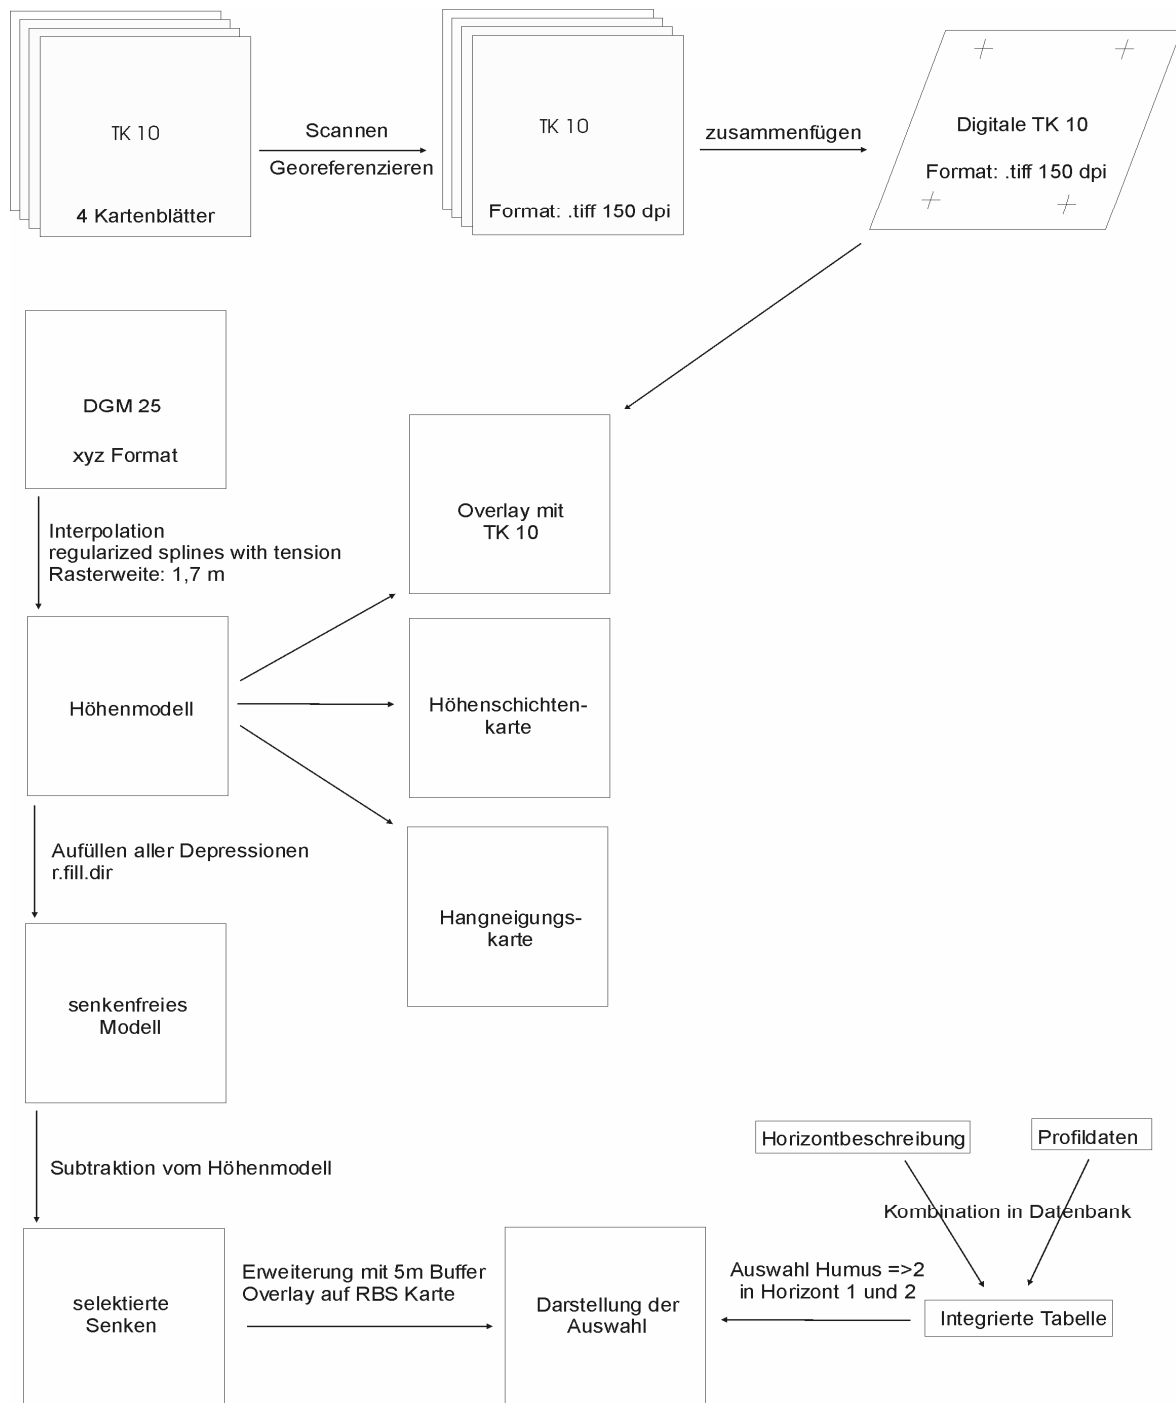 TK 10
4 Kartenblätter
Scannen
Georeferenzieren
TK 10
Format: .tiff 150 dpi
zusammenfügen
Digitale TK 10
Format: .tiff 150 dpi
DGM 25
xyz Format
Interpolation
regularized splines with tension
Rasterweite: 1,7 m
Overlay mit
TK 10
Höhenmodell
Höhenschichten-
karte
Aufüllen aller Depressionen
r.fill.dir
Hangneigungs-
karte
senkenfreies
Modell
Subtraktion vom Höhenmodell
Horizontbeschreibung
Profildaten
Kombination in Datenbank
selektierte
Senken
Erweiterung mit 5m Buffer
Overlay auf RBS Karte
Darstellung der
Auswahl
Auswahl Humus =>2
in Horizont 1 und 2
Integrierte Tabelle